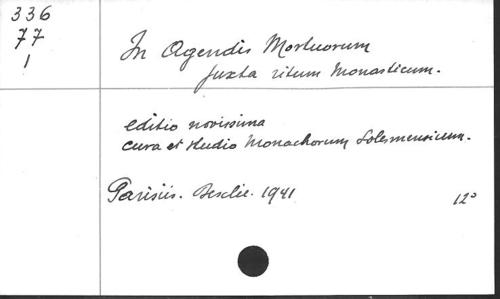 336
77
1
In Agendis Mortuorum
juxta ritum Monasticum.
editio novissima
cura et studio Monachorum Solesmensium.
Parisiis. Desclée. 1941
12°